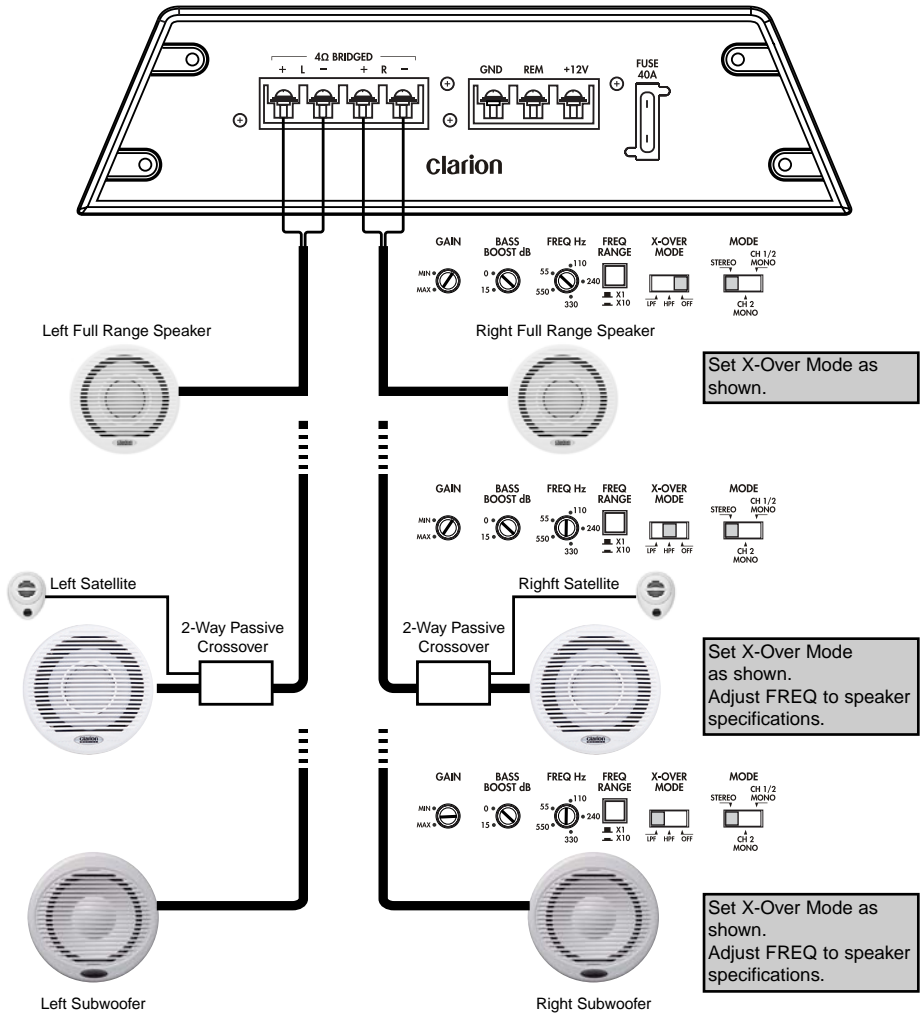 4Ω BRIDGED
+ L − + R −
GND REM +12V
FUSE
40A
clarion
GAIN BASS BOOST dB FREQ Hz FREQ RANGE X-OVER MODE MODE
MIN MAX
0 15
55 110 240 330 550
X1
X10
LPF HPF OFF
STEREO CH 1/2 MONO
CH 2 MONO
Left Full Range Speaker
Right Full Range Speaker
Set X-Over Mode as
shown.
GAIN BASS BOOST dB FREQ Hz FREQ RANGE X-OVER MODE MODE
MIN MAX
0 15
55 110 240 330 550
X1
X10
LPF HPF OFF
STEREO CH 1/2 MONO
CH 2 MONO
Left Satellite
Righft Satellite
2-Way Passive
Crossover
2-Way Passive
Crossover
Set X-Over Mode
as shown.
Adjust FREQ to speaker
specifications.
clarion
clarion
GAIN BASS BOOST dB FREQ Hz FREQ RANGE X-OVER MODE MODE
MIN MAX
0 15
55 110 240 330 550
X1
X10
LPF HPF OFF
STEREO CH 1/2 MONO
CH 2 MONO
Set X-Over Mode as
shown.
Adjust FREQ to speaker
specifications.
Left Subwoofer
Right Subwoofer